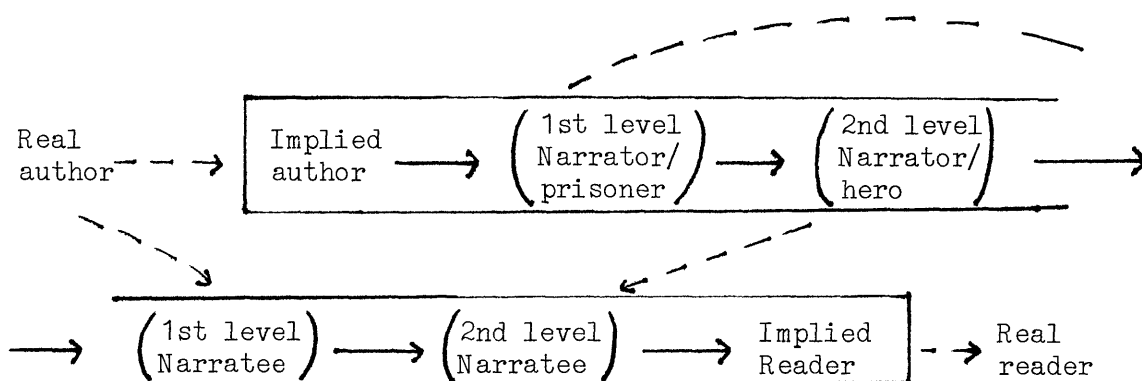 Real
author
Implied
author
1st level
Narrator/
prisoner
2nd level
Narrator/
hero
1st level
Narratee
2nd level
Narratee
Implied
Reader
Real
reader